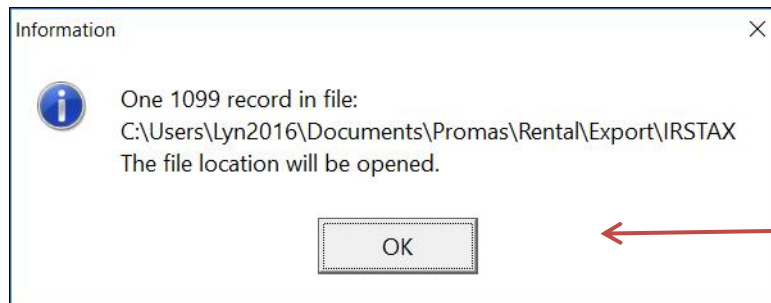 Information
One 1099 record in file:
C:\Users\Lyn2016\Documents\Promas\Rental\Export\IRSTAX
The file location will be opened.
OK